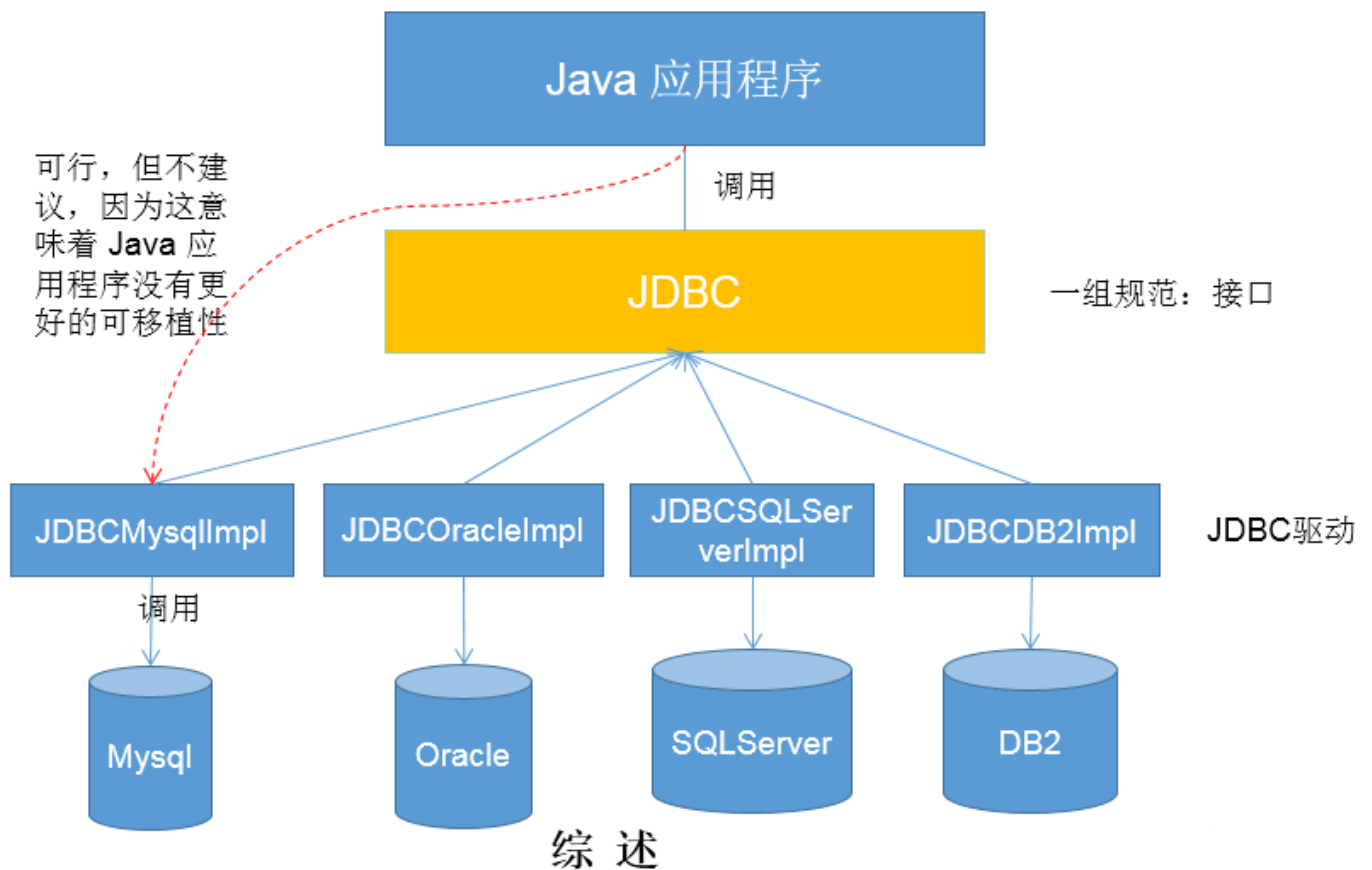 Java 应用程序
可行，但不建
议，因为这意
味着 Java 应
用程序没有更
好的可移植性
调用
JDBC
一组规范：接口
JDBCMysqlImpl
JDBCOracleImpl
JDBCSQLSer
verImpl
JDBCDB2Impl
JDBC驱动
调用
Mysql
Oracle
SQLServer
DB2
综 述